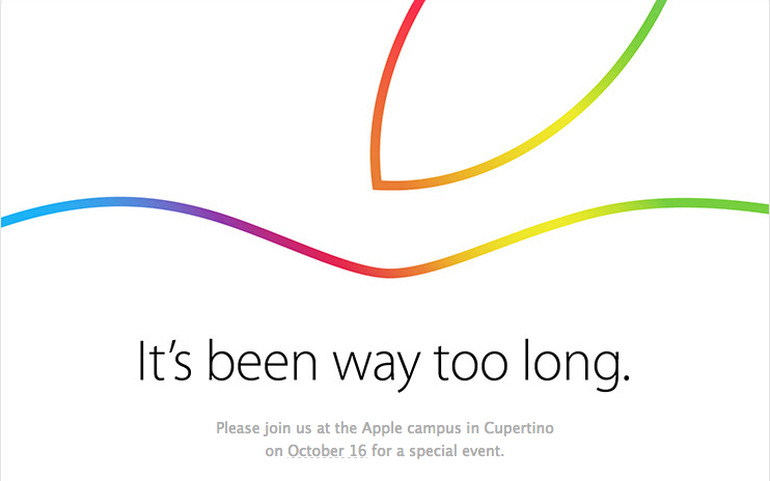 It’s been way too long.
Please join us at the Apple campus in Cupertino
on October 16 for a special event.